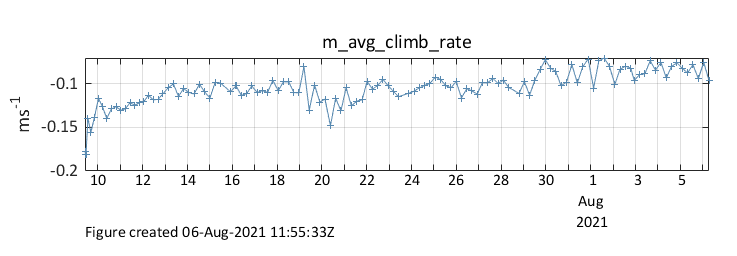 m_avg_climb_rate
-0.1
-0.15
-0.2
ms-1
10 12 14 16 18 20 22 24 26 28 30 1 3 5
Aug
2021
Figure created 06-Aug-2021 11:55:33Z